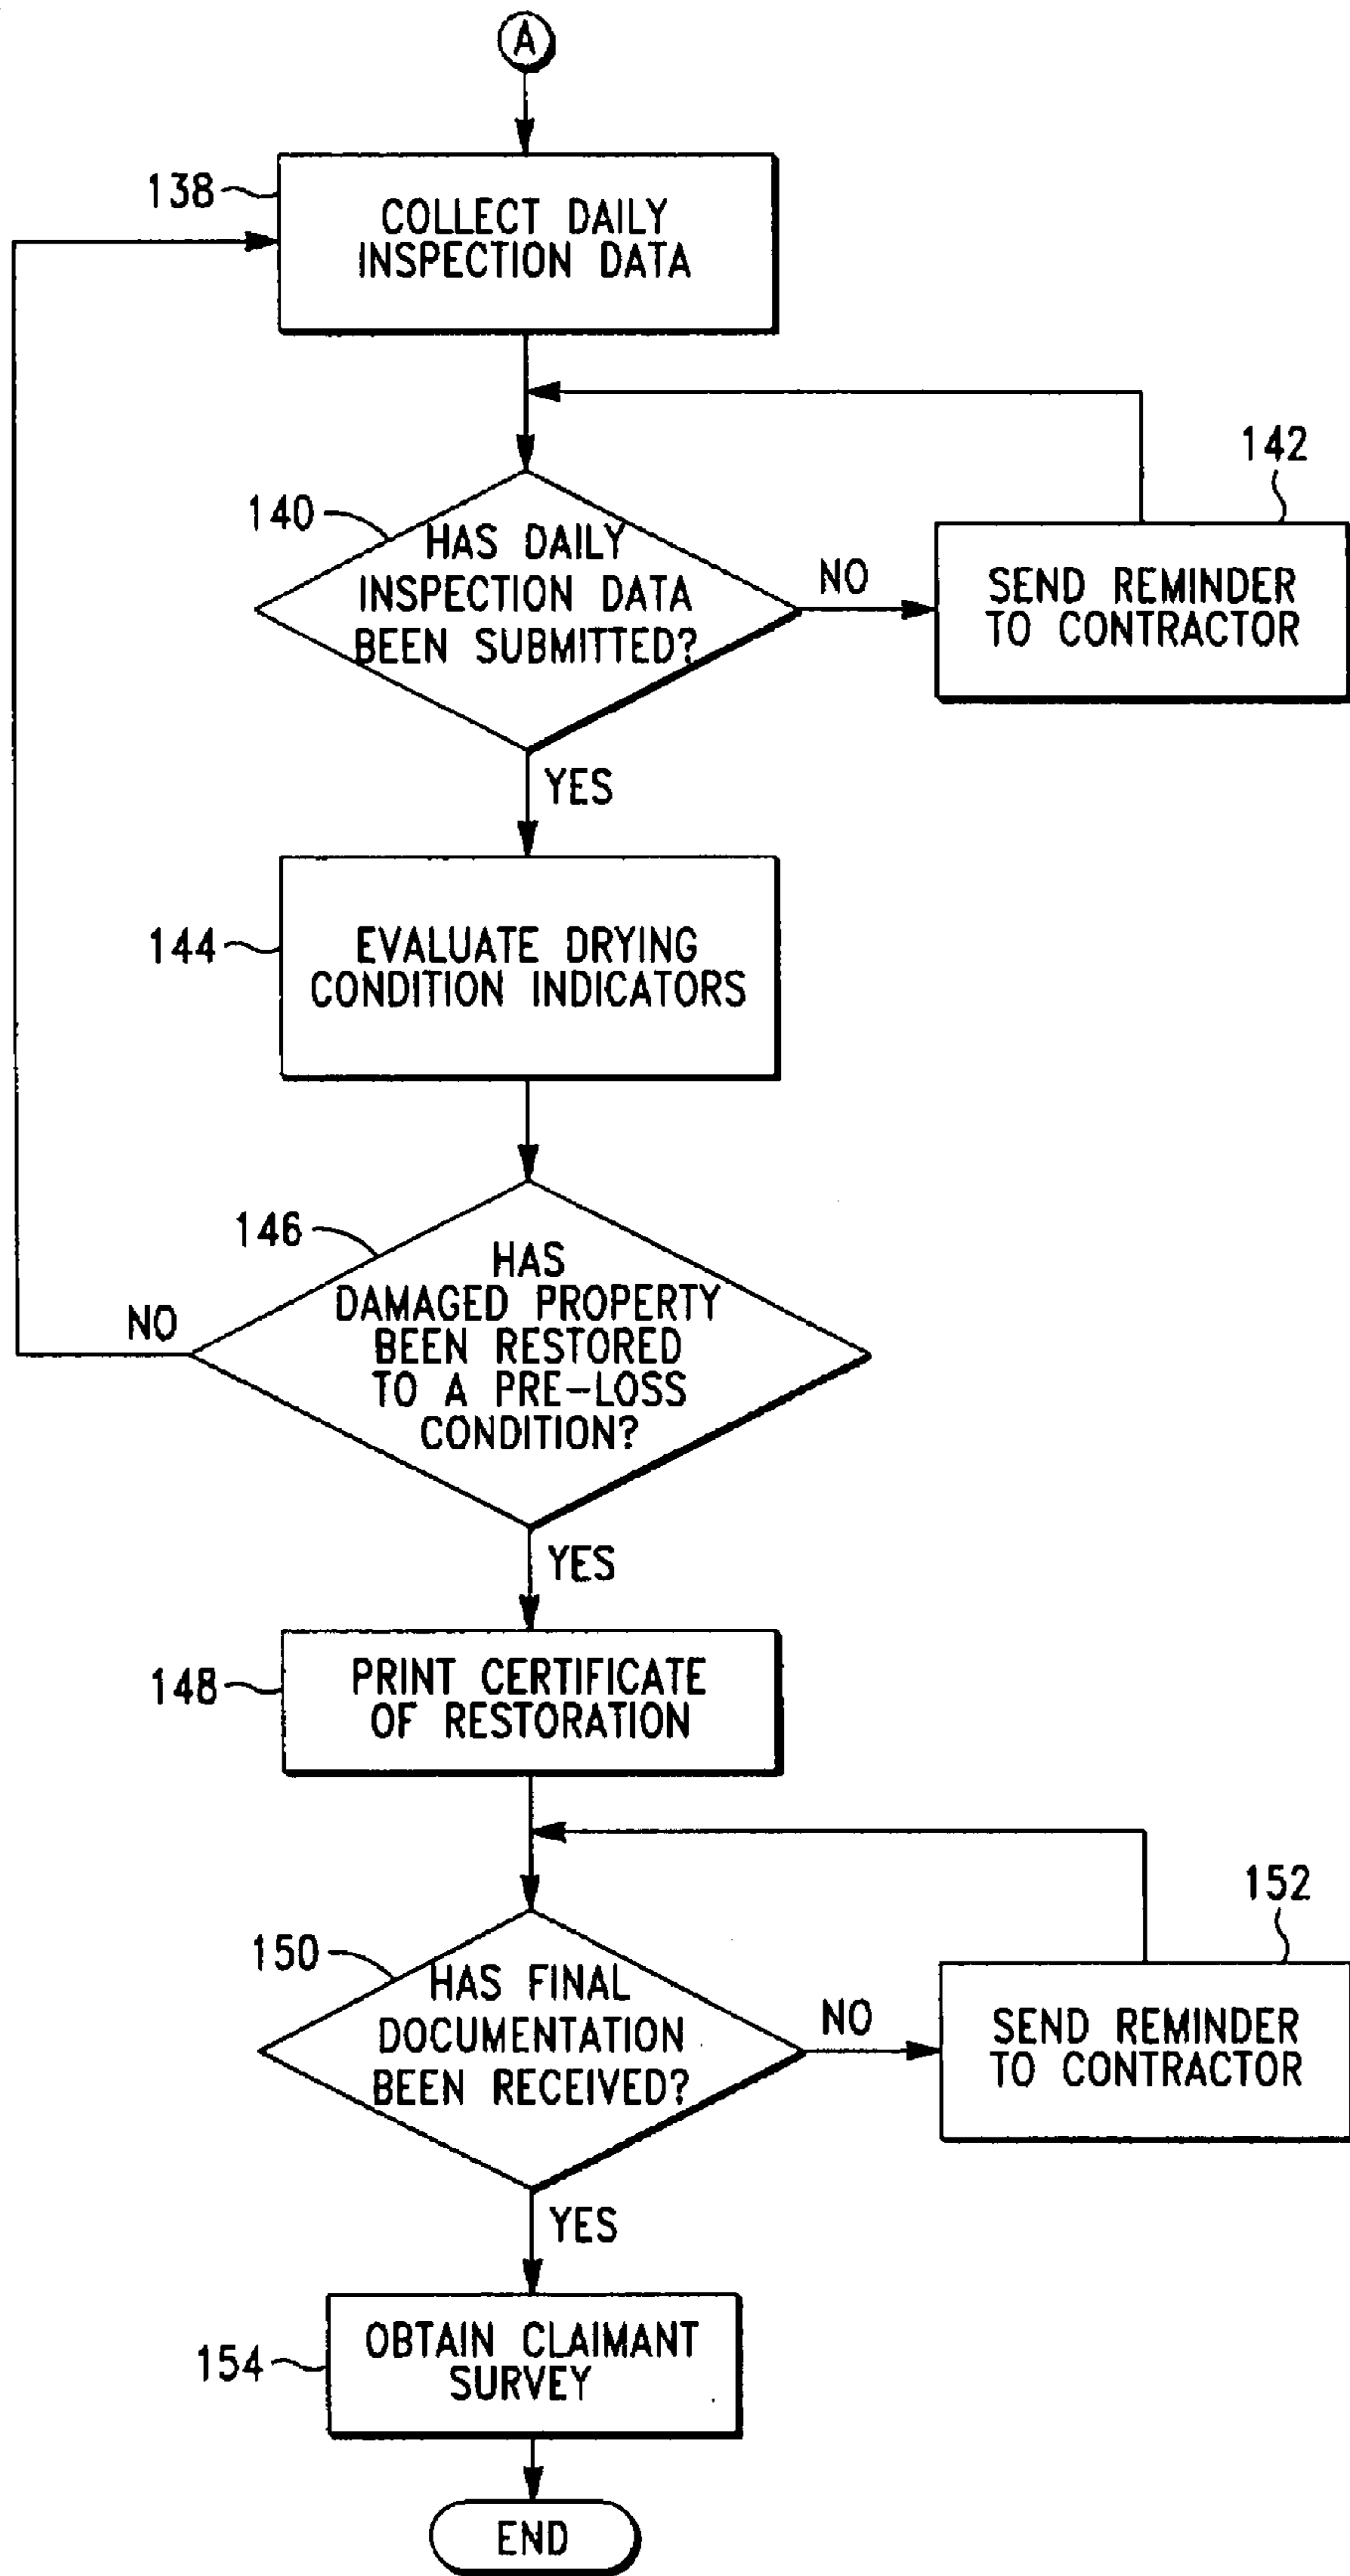 A
138
COLLECT DAILY
INSPECTION DATA
142
140
HAS DAILY
INSPECTION DATA
BEEN SUBMITTED?
NO
SEND REMINDER
TO CONTRACTOR
YES
144
EVALUATE DRYING
CONDITION INDICATORS
146
HAS
DAMAGED PROPERTY
BEEN RESTORED
TO A PRE-LOSS
CONDITION?
NO
YES
148
PRINT CERTIFICATE
OF RESTORATION
152
150
HAS FINAL
DOCUMENTATION
BEEN RECEIVED?
NO
SEND REMINDER
TO CONTRACTOR
YES
154
OBTAIN CLAIMANT
SURVEY
END